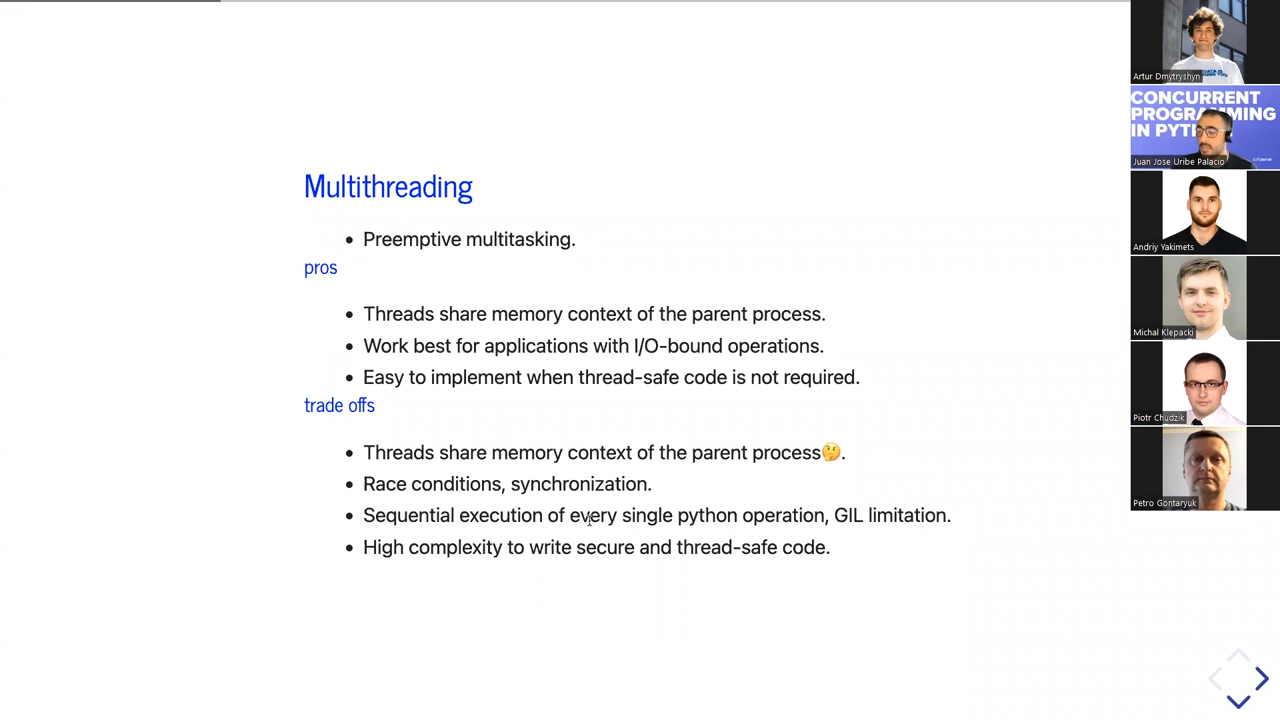 Multithreading
• Preemptive multitasking.
pros
• Threads share memory context of the parent process.
• Work best for applications with I/O-bound operations.
• Easy to implement when thread-safe code is not required.
trade offs
• Threads share memory context of the parent process🤔.
• Race conditions, synchronization.
• Sequential execution of every single python operation, GIL limitation.
• High complexity to write secure and thread-safe code.
Artur Dmytryshyn
CONCURRENT
PROGRAMMING
IN
Juan Jose Uribe Palacio
Andriy Yakimets
Michal Klepacki
Piotr Chudzik
Petro Gontaryuk